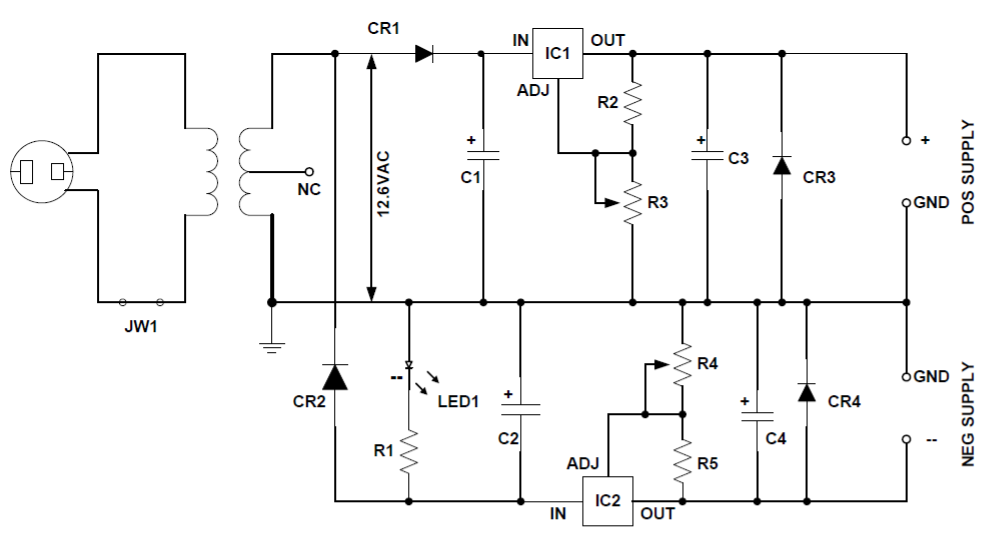 CR1
IN
IC1
OUT
ADJ
R2
+
C1
+
C3
CR3
+
POS SUPPLY
NC
12.6VAC
R3
GND
JW1
R4
GND
CR2
--
LED1
+
C2
+
C4
CR4
NEG SUPPLY
R1
ADJ
R5
--
IC2
IN
OUT